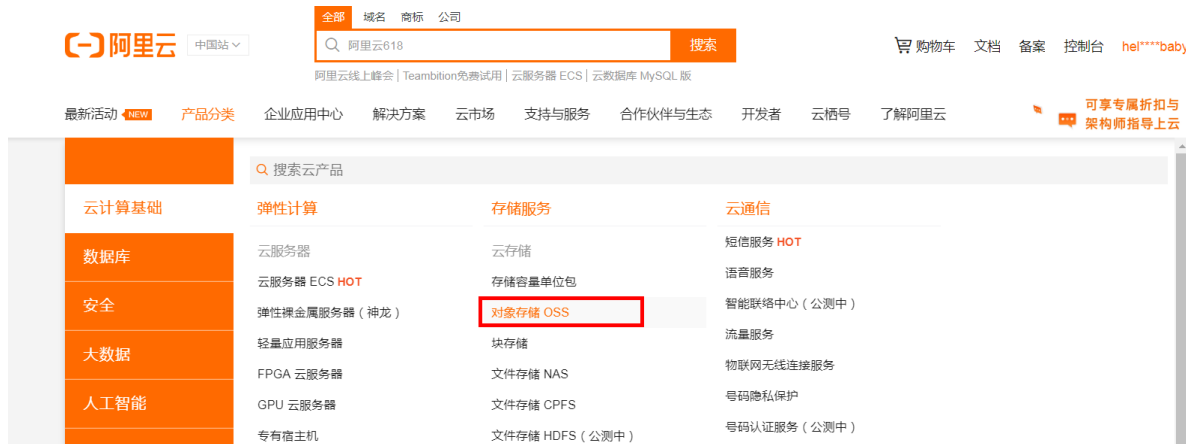 全部 域名 商标 公司
阿里云 中国站 阿里云618 搜索 购物车 文档 备案 控制台 hel****baby
阿里云线上峰会 | Teambition免费试用 | 云服务器 ECS | 云数据库 MySQL 版
最新活动 NEW 产品分类 企业应用中心 解决方案 云市场 支持与服务 合作伙伴与生态 开发者 云栖号 了解阿里云
可享专属折扣与
架构师指导上云
搜索云产品
云计算基础 弹性计算 存储服务 云通信
数据库
安全
大数据
人工智能
云服务器
云服务器 ECS HOT
弹性裸金属服务器（神龙）
轻量应用服务器
FPGA 云服务器
GPU 云服务器
专有宿主机
云存储
存储容量单位包
对象存储 OSS
块存储
文件存储 NAS
文件存储 CPFS
文件存储 HDFS（公测中）
短信服务 HOT
语音服务
智能联络中心（公测中）
流量服务
物联网无线连接服务
号码隐私保护
号码认证服务（公测中）